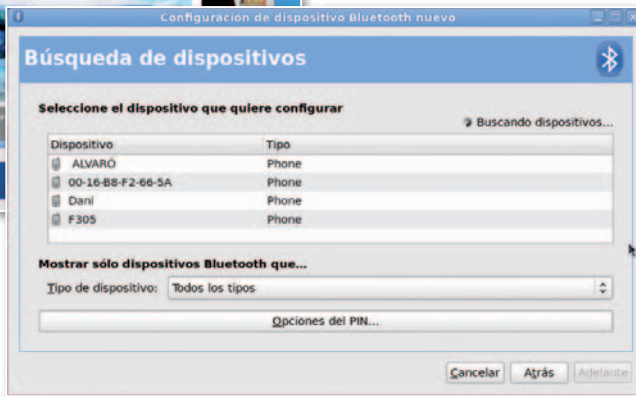 Configuración de dispositivo Bluetooth nuevo
Búsqueda de dispositivos
Seleccione el dispositivo que quiere configurar
Buscando dispositivos...
Dispositivo Tipo
ALVARÓ Phone
00-16-B8-F2-66-5A Phone
Dani Phone
F305 Phone
Mostrar sólo dispositivos Bluetooth que...
Tipo de dispositivo: Todos los tipos
Opciones del PIN...
Cancelar Atrás Adelante